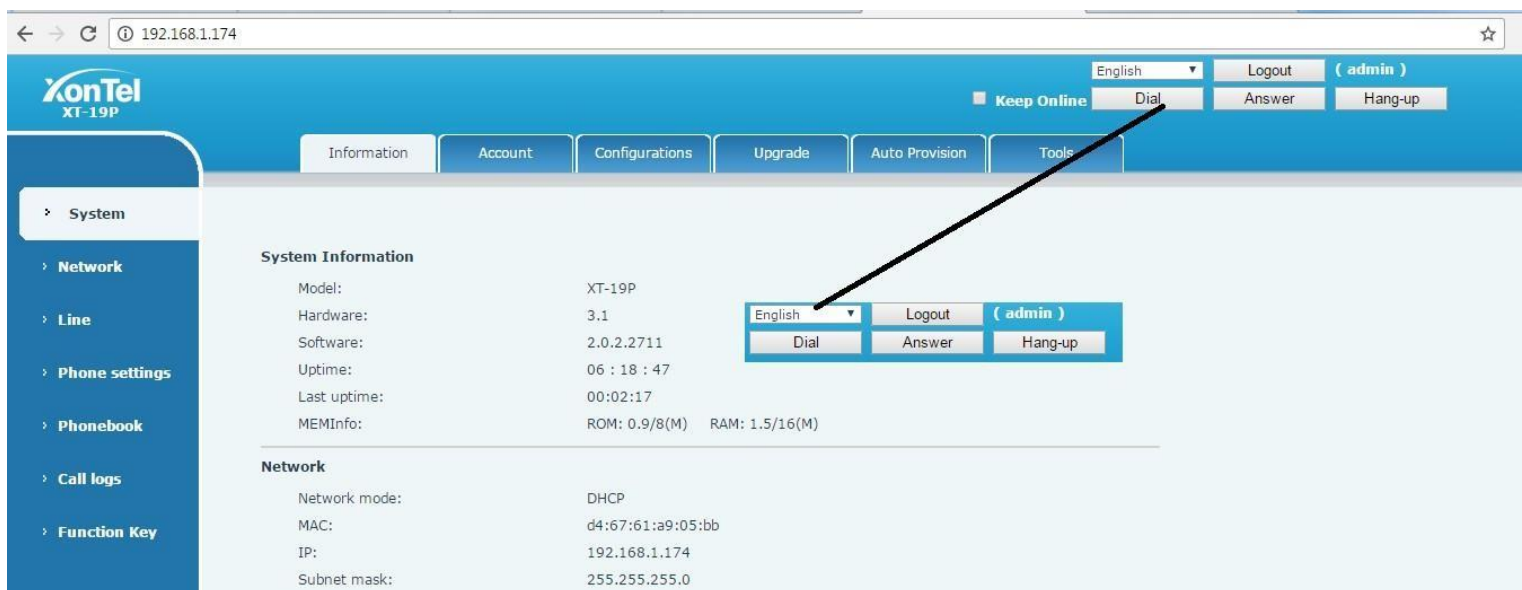 192.168.1.174
XonTel
XT-19P
English Logout ( admin )
Keep Online Dial Answer Hang-up
Information Account Configurations Upgrade Auto Provision Tools
System
Network
Line
Phone settings
Phonebook
Call logs
Function Key
System Information
Model: XT-19P
Hardware: 3.1
Software: 2.0.2.2711
Uptime: 06 : 18 : 47
Last uptime: 00:02:17
MEMInfo: ROM: 0.9/8(M) RAM: 1.5/16(M)
English Logout ( admin )
Dial Answer Hang-up
Network
Network mode: DHCP
MAC: d4:67:61:a9:05:bb
IP: 192.168.1.174
Subnet mask: 255.255.255.0